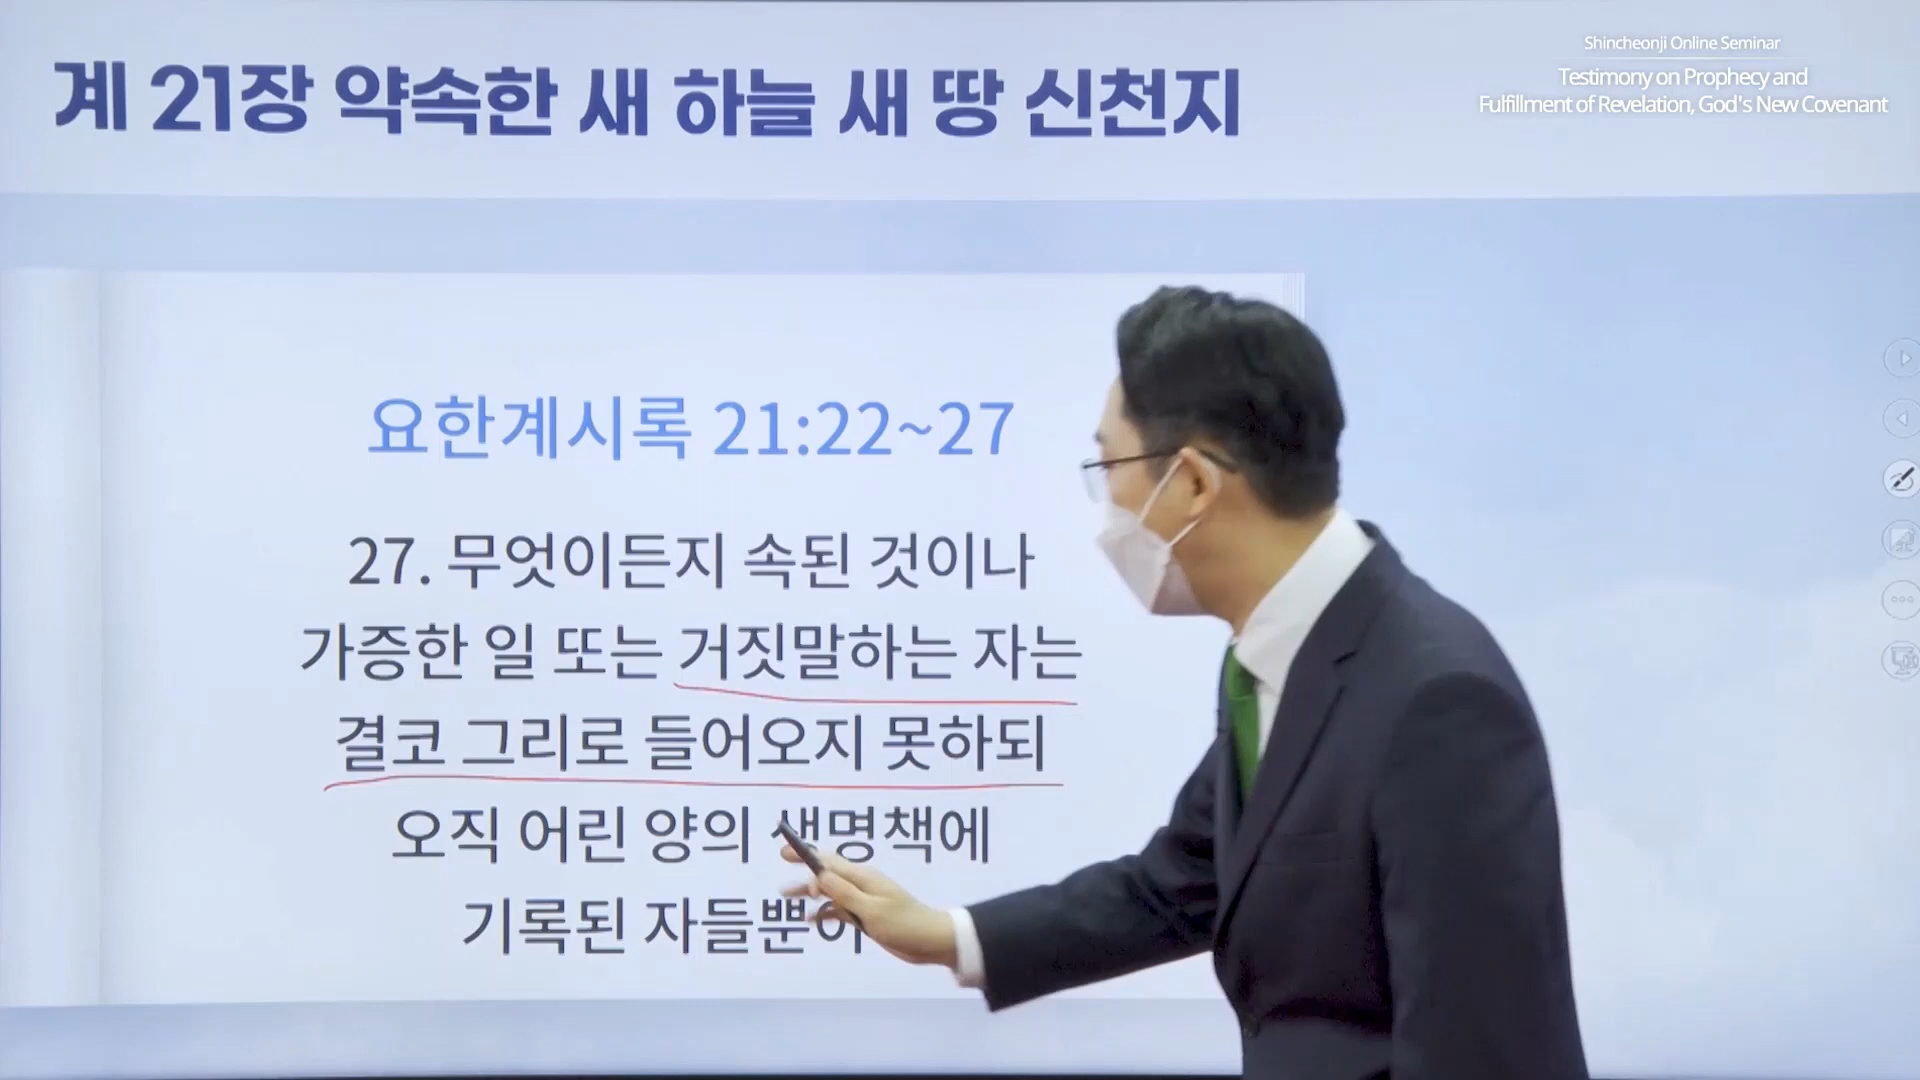 계 21장 약속한 새 하늘 새 땅 신천지
Shincheonji Online Seminar
Testimony on Prophecy and
Fulfillment of Revelation, God's New Covenant
요한계시록 21:22~27
27. 무엇이든지 속된 것이나
가증한 일 또는 거짓말하는 자는
결코 그리로 들어오지 못하되
오직 어린 양의 생명책에
기록된 자들뿐이